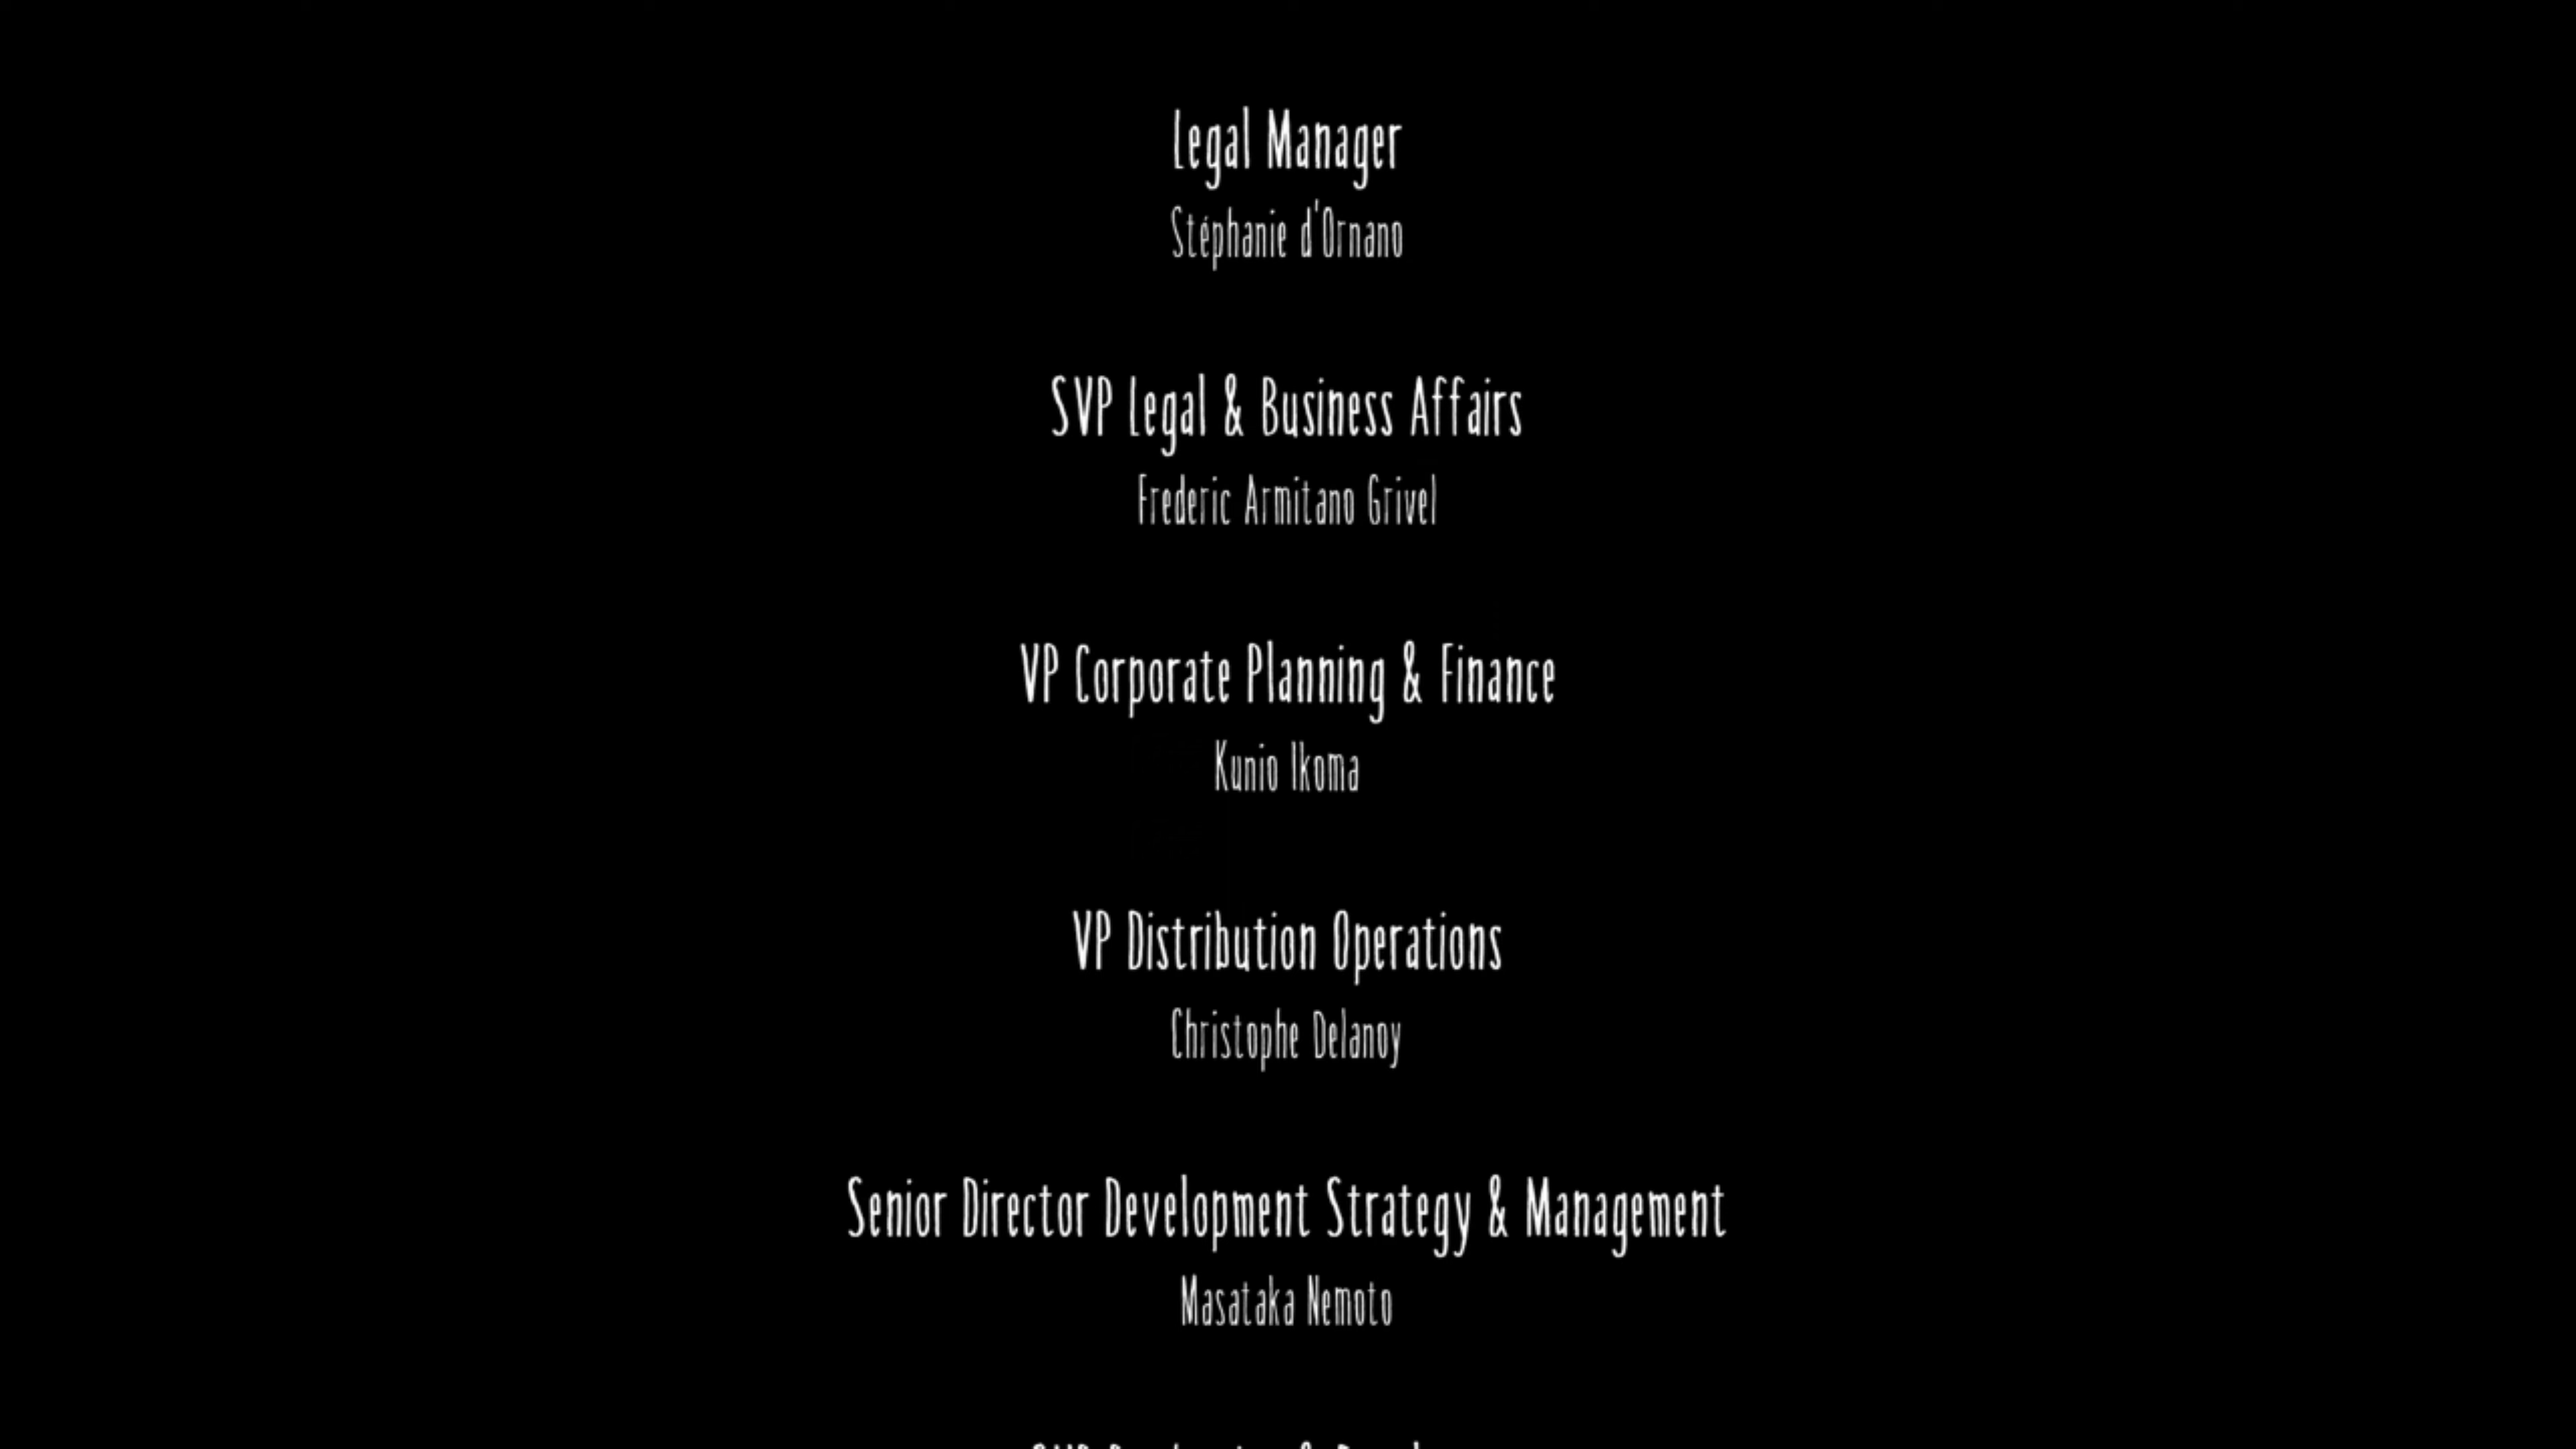 Legal Manager
Stéphanie d'Ornano
SVP Legal & Business Affairs
Frederic Armitano Grivel
VP Corporate Planning & Finance
Kunio Ikoma
VP Distribution Operations
Christophe Delanoy
Senior Director Development Strategy & Management
Masataka Nemoto